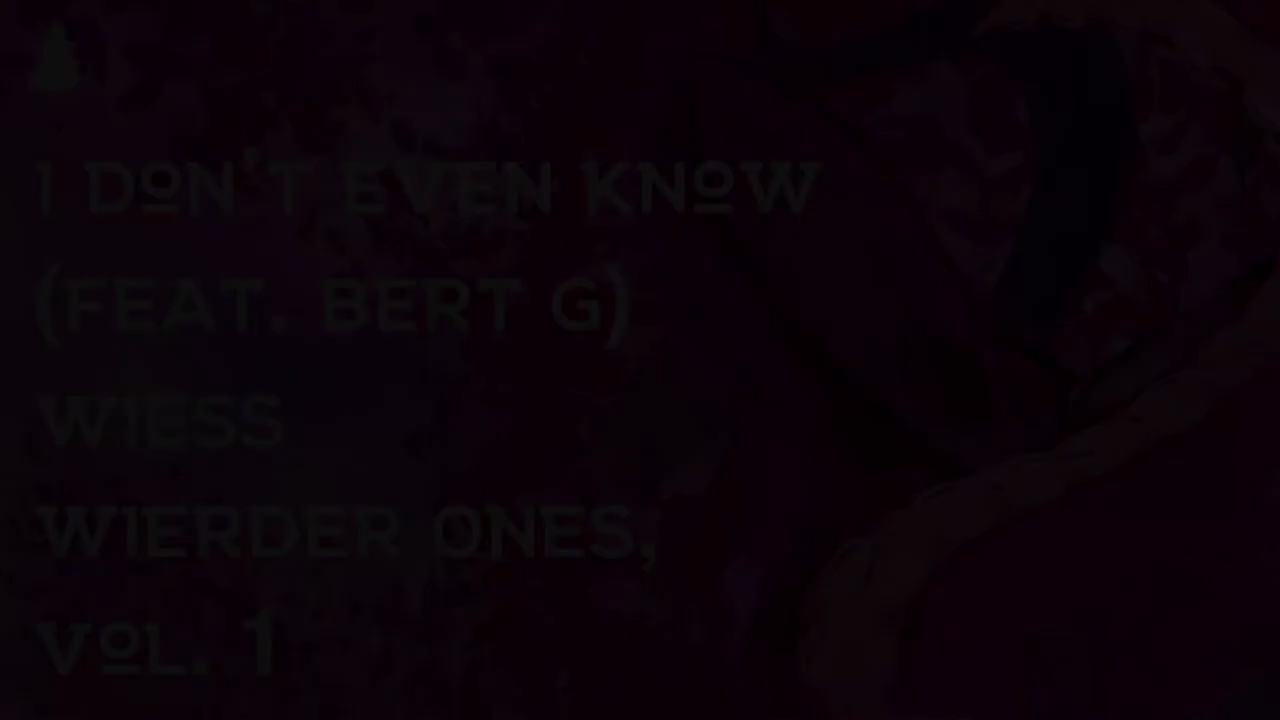 I DON'T EVEN KNOW
(FEAT. BERT G)
WIESS
WIERDER ONES,
VOL. 1